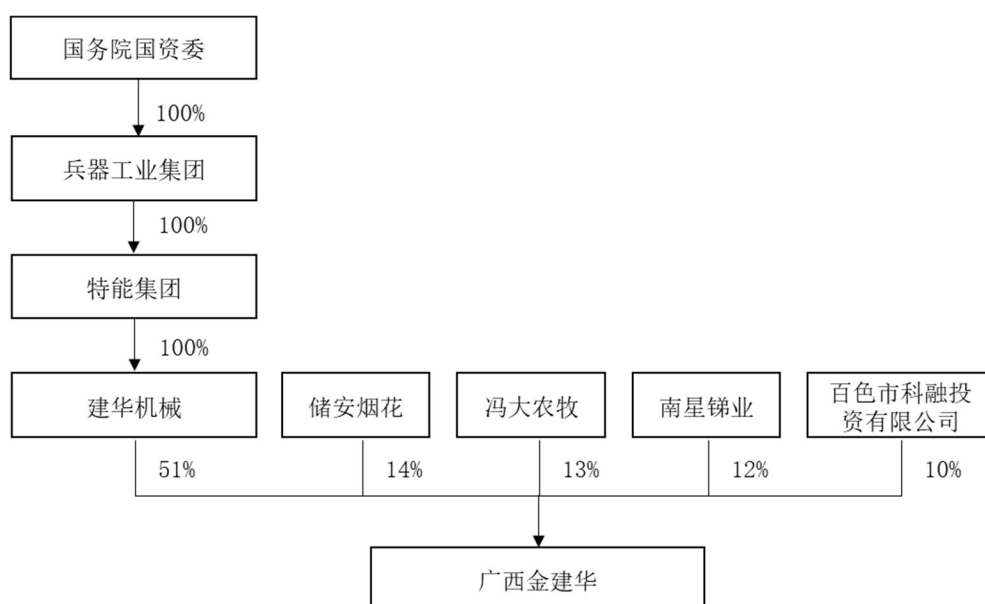 国务院国资委
100%
兵器工业集团
100%
特能集团
100%
建华机械
储安烟花
冯大农牧
南星锑业
百色市科融投
资有限公司
51%
14%
13%
12%
10%
广西金建华